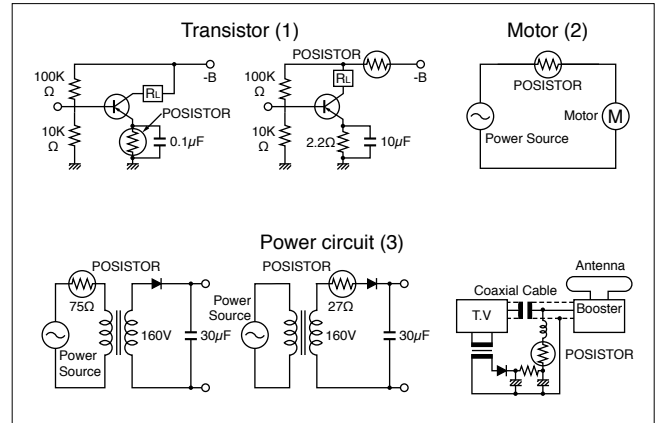 Transistor (1)
100K
Ω
10K
Ω
RL
-B
POSISTOR
0.1µF
POSISTOR
100K
Ω
10K
Ω
RL
-B
2.2Ω
10µF
Motor (2)
POSISTOR
Motor
M
Power Source
Power circuit (3)
POSISTOR
75Ω
Power
Source
160V
30µF
POSISTOR
27Ω
Power
Source
160V
30µF
Antenna
Coaxial Cable
T.V
Booster
POSISTOR